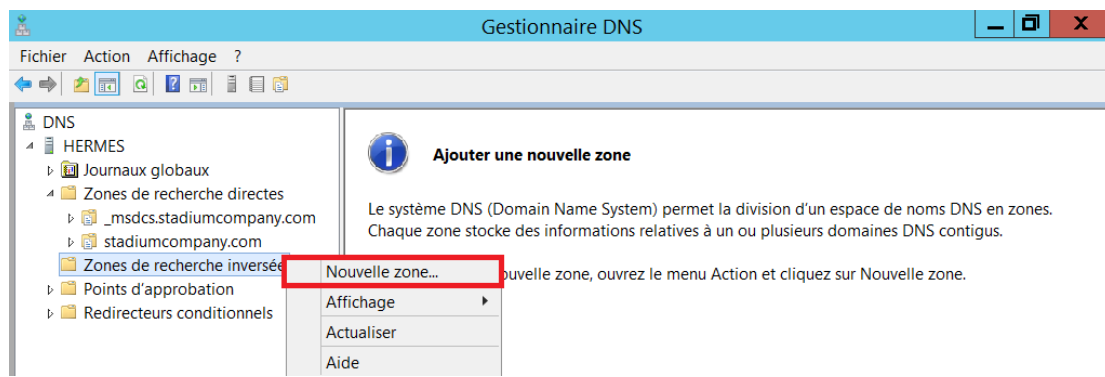 Gestionnaire DNS
Fichier Action Affichage ?
DNS
HERMES
Journaux globaux
Zones de recherche directes
_msdcs.stadiumcompany.com
stadiumcompany.com
Zones de recherche inversée
Points d'approbation
Redirecteurs conditionnels
Nouvelle zone...
Affichage
Actualiser
Aide
Ajouter une nouvelle zone
Le système DNS (Domain Name System) permet la division d'un espace de noms DNS en zones.
Chaque zone stocke des informations relatives à un ou plusieurs domaines DNS contigus.
ouvelle zone, ouvrez le menu Action et cliquez sur Nouvelle zone.